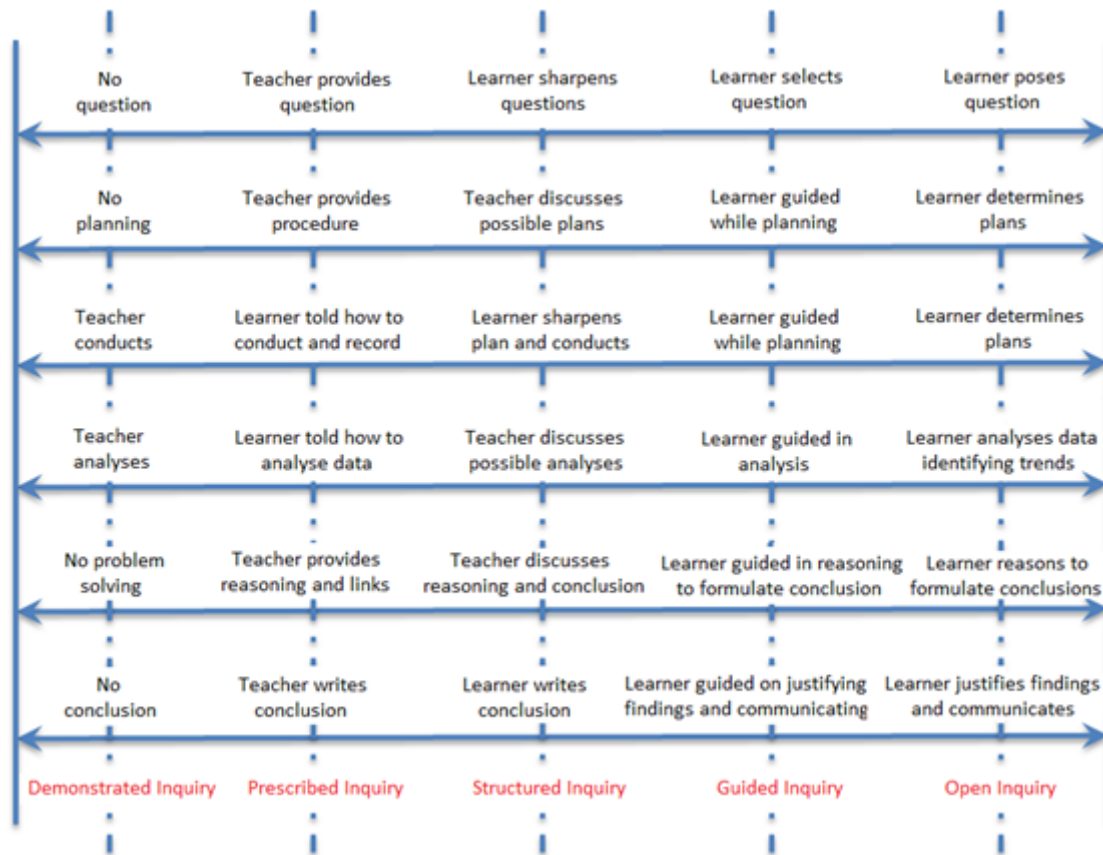 No
question
Teacher provides
question
Learner sharpens
questions
Learner selects
question
Learner poses
question
No
planning
Teacher provides
procedure
Teacher discusses
possible plans
Learner guided
while planning
Learner determines
plans
Teacher
conducts
Learner told how to
conduct and record
Learner sharpens
plan and conducts
Learner guided
while planning
Learner determines
plans
Teacher
analyses
Learner told how to
analyse data
Teacher discusses
possible analyses
Learner guided in
analysis
Learner analyses data
identifying trends
No problem
solving
Teacher provides
reasoning and links
Teacher discusses
reasoning and conclusion
Learner guided in reasoning
to formulate conclusion
Learner reasons to
formulate conclusions
No
conclusion
Teacher writes
conclusion
Learner writes
conclusion
Learner guided on justifying
findings and communicating
Learner justifies findings
and communicates
Demonstrated Inquiry
Prescribed Inquiry
Structured Inquiry
Guided Inquiry
Open Inquiry